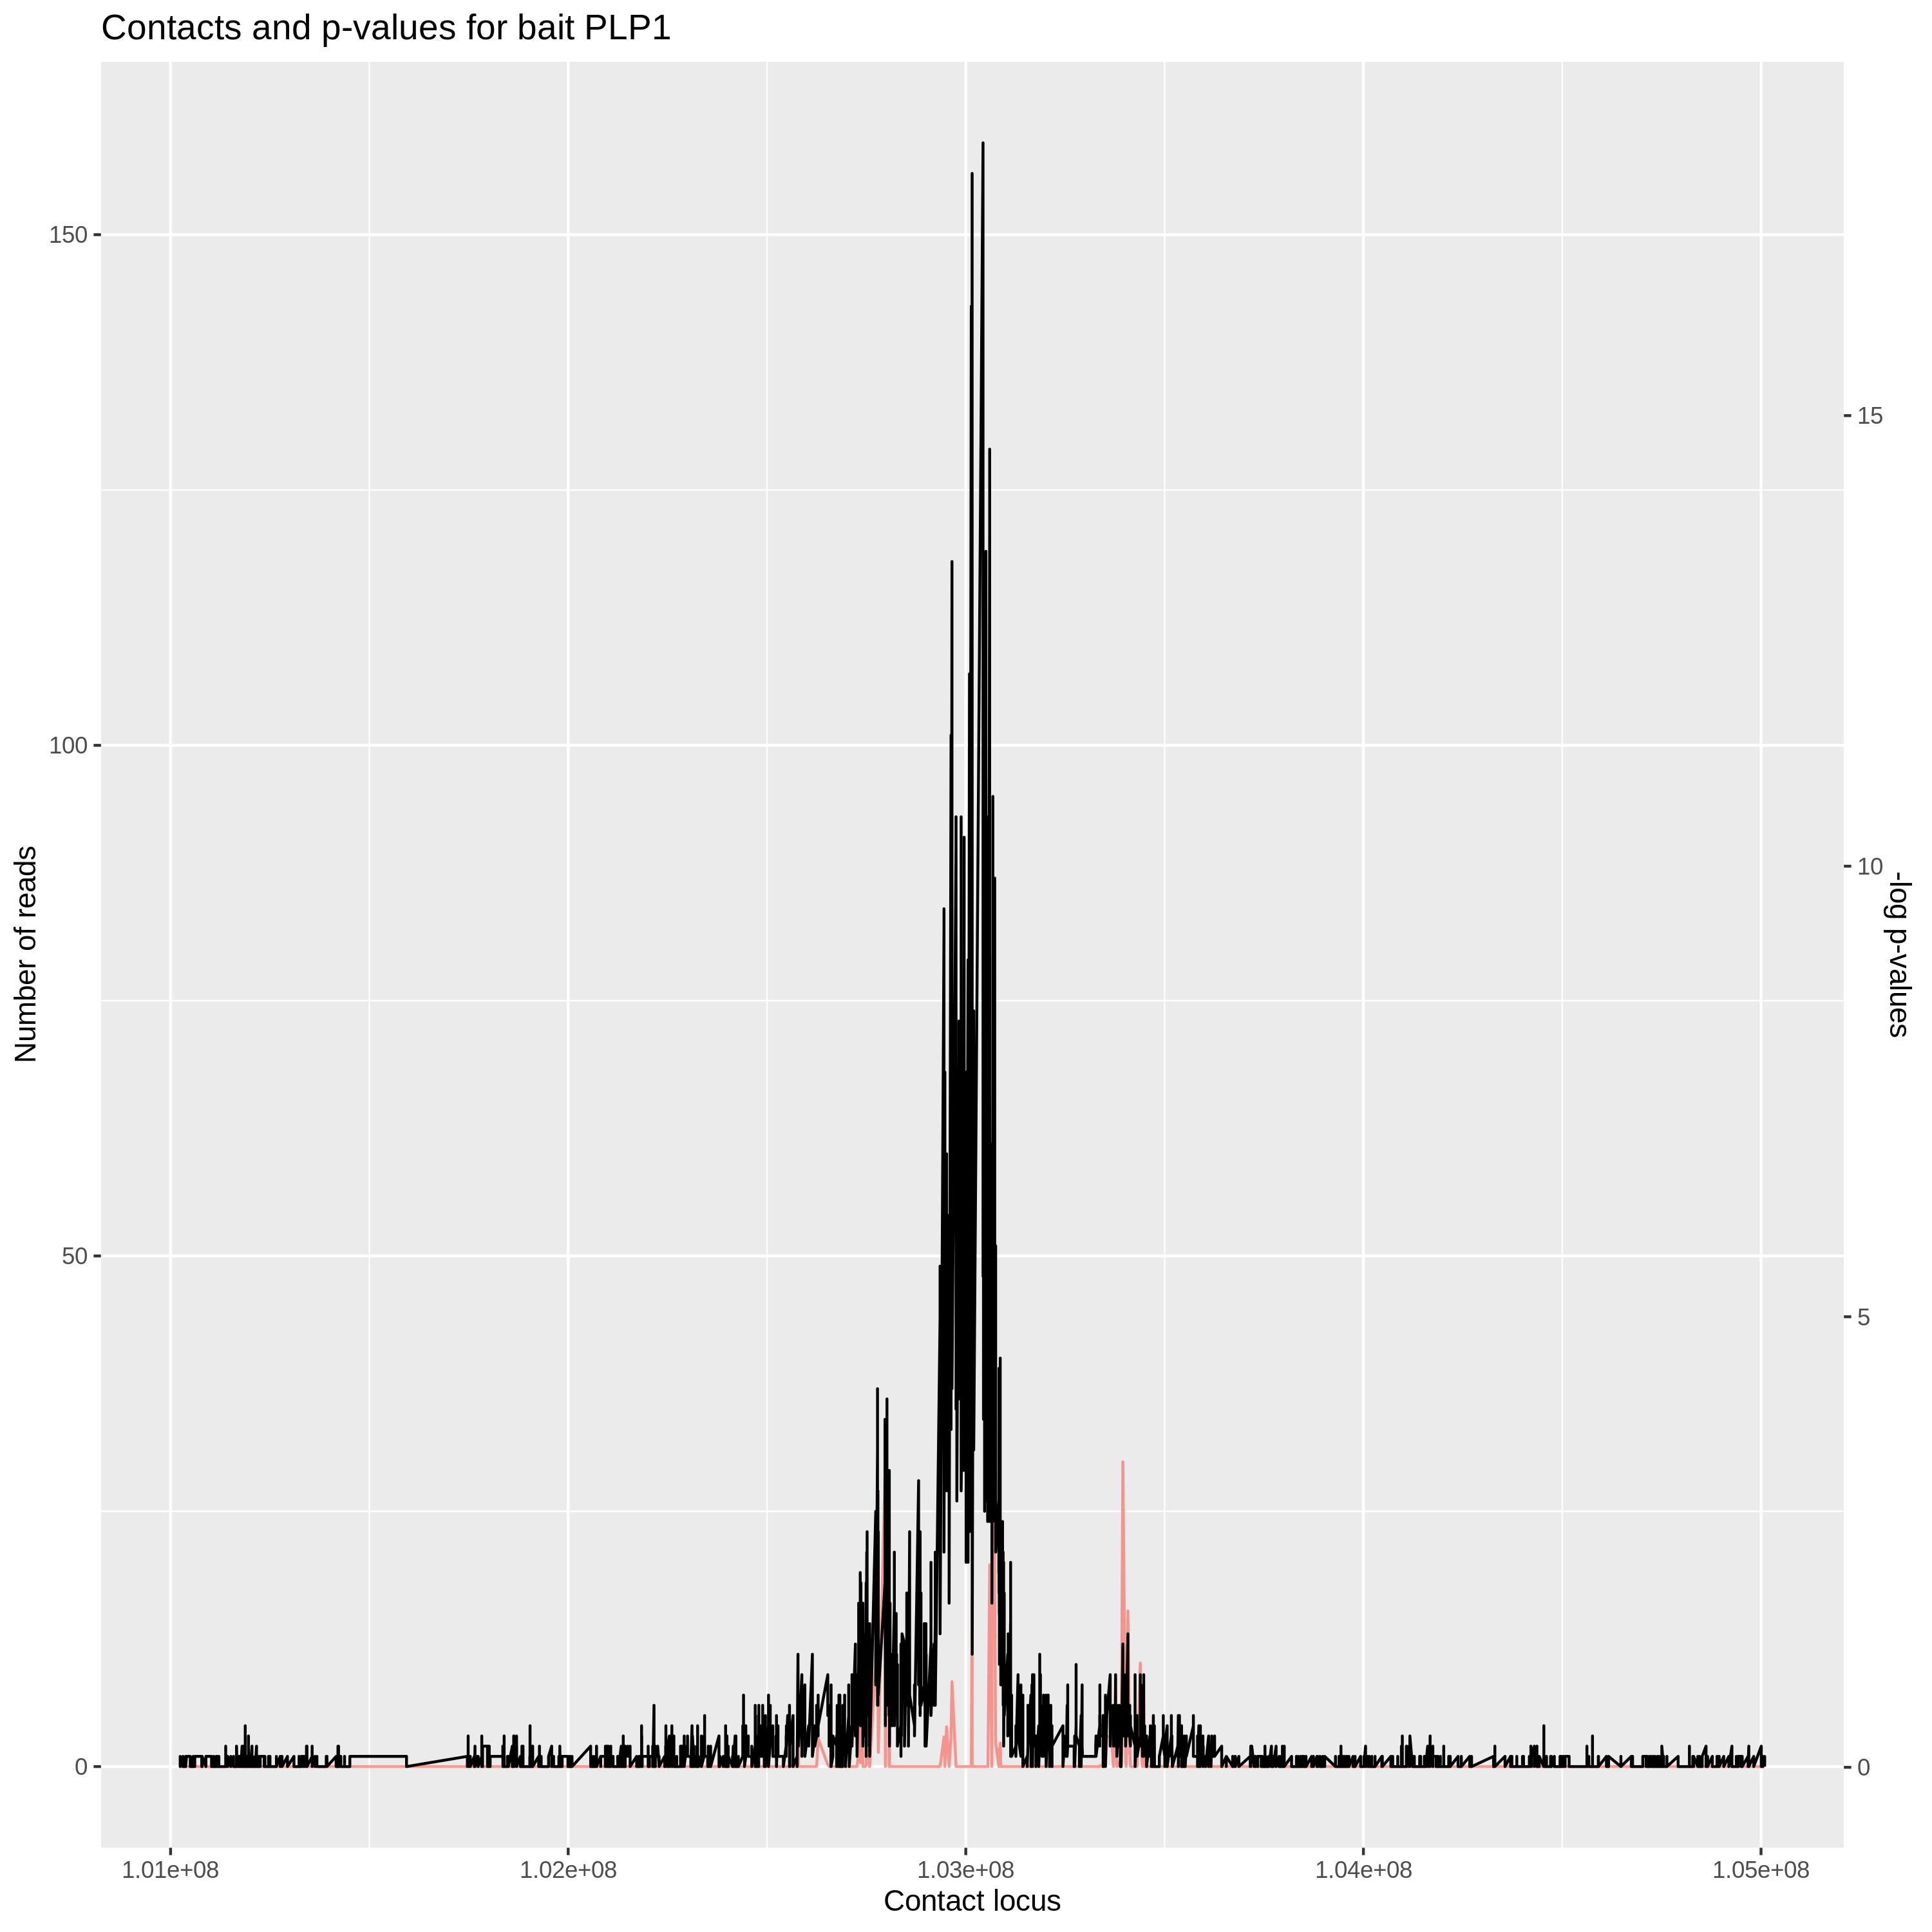 Contacts and p-values for bait PLP1
150
100
50
0
Number of reads
15
10
5
0
-log p-values
1.01e+08
1.02e+08
1.03e+08
1.04e+08
1.05e+08
Contact locus